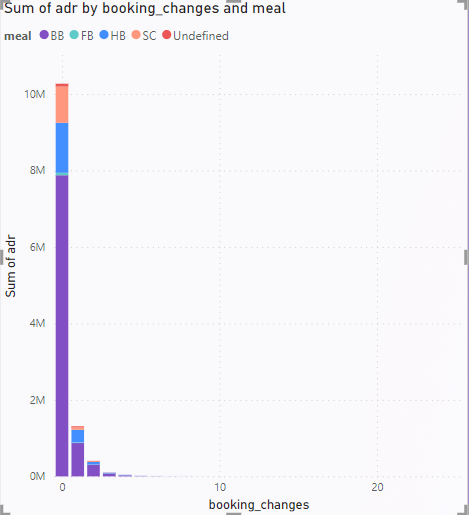 Sum of adr by booking_changes and meal
meal BB FB HB SC Undefined
10M
8M
6M
4M
2M
0M
Sum of adr
0 10 20
booking_changes